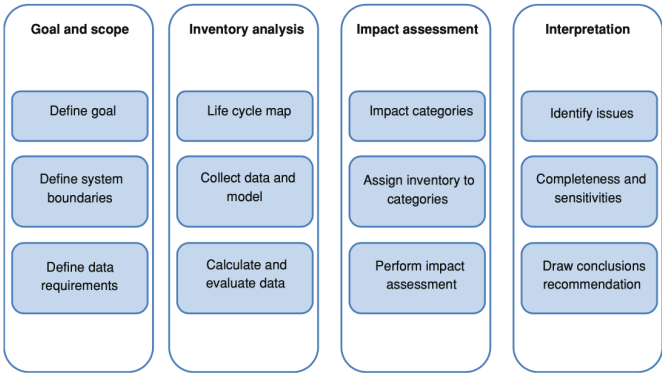 Goal and scope
Define goal
Define system
boundaries
Define data
requirements
Inventory analysis
Life cycle map
Collect data and
model
Calculate and
evaluate data
Impact assessment
Impact categories
Assign inventory to
categories
Perform impact
assessment
Interpretation
Identify issues
Completeness and
sensitivities
Draw conclusions
recommendation